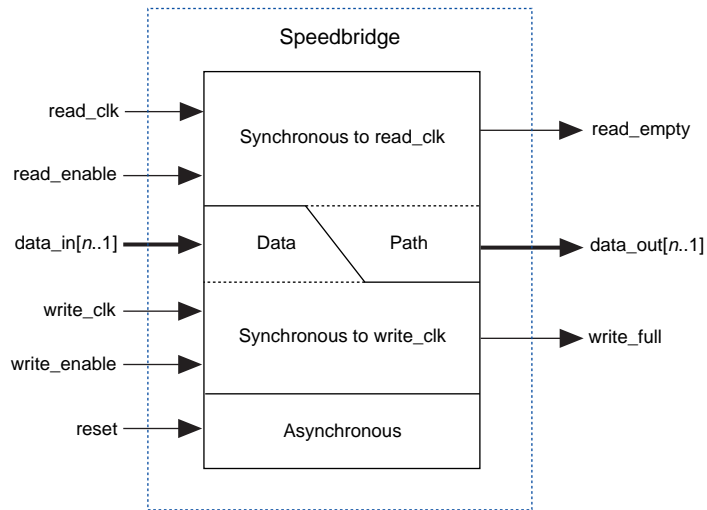 Speedbridge
read_clk
Synchronous to read_clk
read_empty
read_enable
data_in[n..1]
Data
Path
data_out[n..1]
write_clk
Synchronous to write_clk
write_full
write_enable
reset
Asynchronous